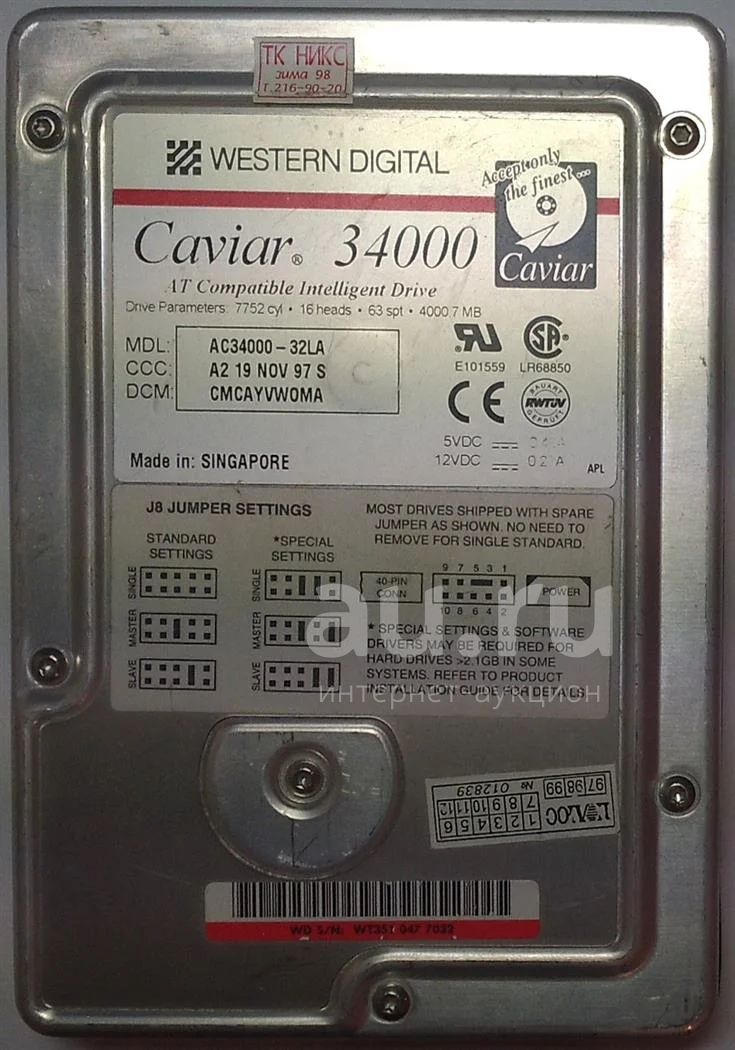 ТК НИКС
зима 98
Т.216-90-20
WESTERN DIGITAL
Accept only
the finest...
Caviar
Caviar® 34000
AT Compatible Intelligent Drive
Drive Parameters: 7752 cyl • 16 heads • 63 spt • 4000.7 MB
MDL: AC34000-32LA
CCC: A2 19 NOV 97 S
DCM: CMCAYVWOMA
E101559 LR68850
CE
BAUART
RWTÜV
GEPRÜFT
5VDC
12VDC 0.2 A
APL
Made in: SINGAPORE
J8 JUMPER SETTINGS
STANDARD
SETTINGS
*SPECIAL
SETTINGS
SINGLE
SINGLE
MASTER
MASTER
SLAVE
SLAVE
MOST DRIVES SHIPPED WITH SPARE
JUMPER AS SHOWN. NO NEED TO
REMOVE FOR SINGLE STANDARD.
9 7 5 3 1
40-PIN
CONN
POWER
10 8 6 4 2
* SPECIAL SETTINGS & SOFTWARE
DRIVERS MAY BE REQUIRED FOR
HARD DRIVES >2.1GB IN SOME
SYSTEMS. REFER TO PRODUCT
INSTALLATION GUIDE FOR DETAILS.
au.ru
интернет-аукцион
97 98 99
№ 012839
7 8 9 10 11 12
1 2 3 4 5 6
WD S/N: WT351 047 7032